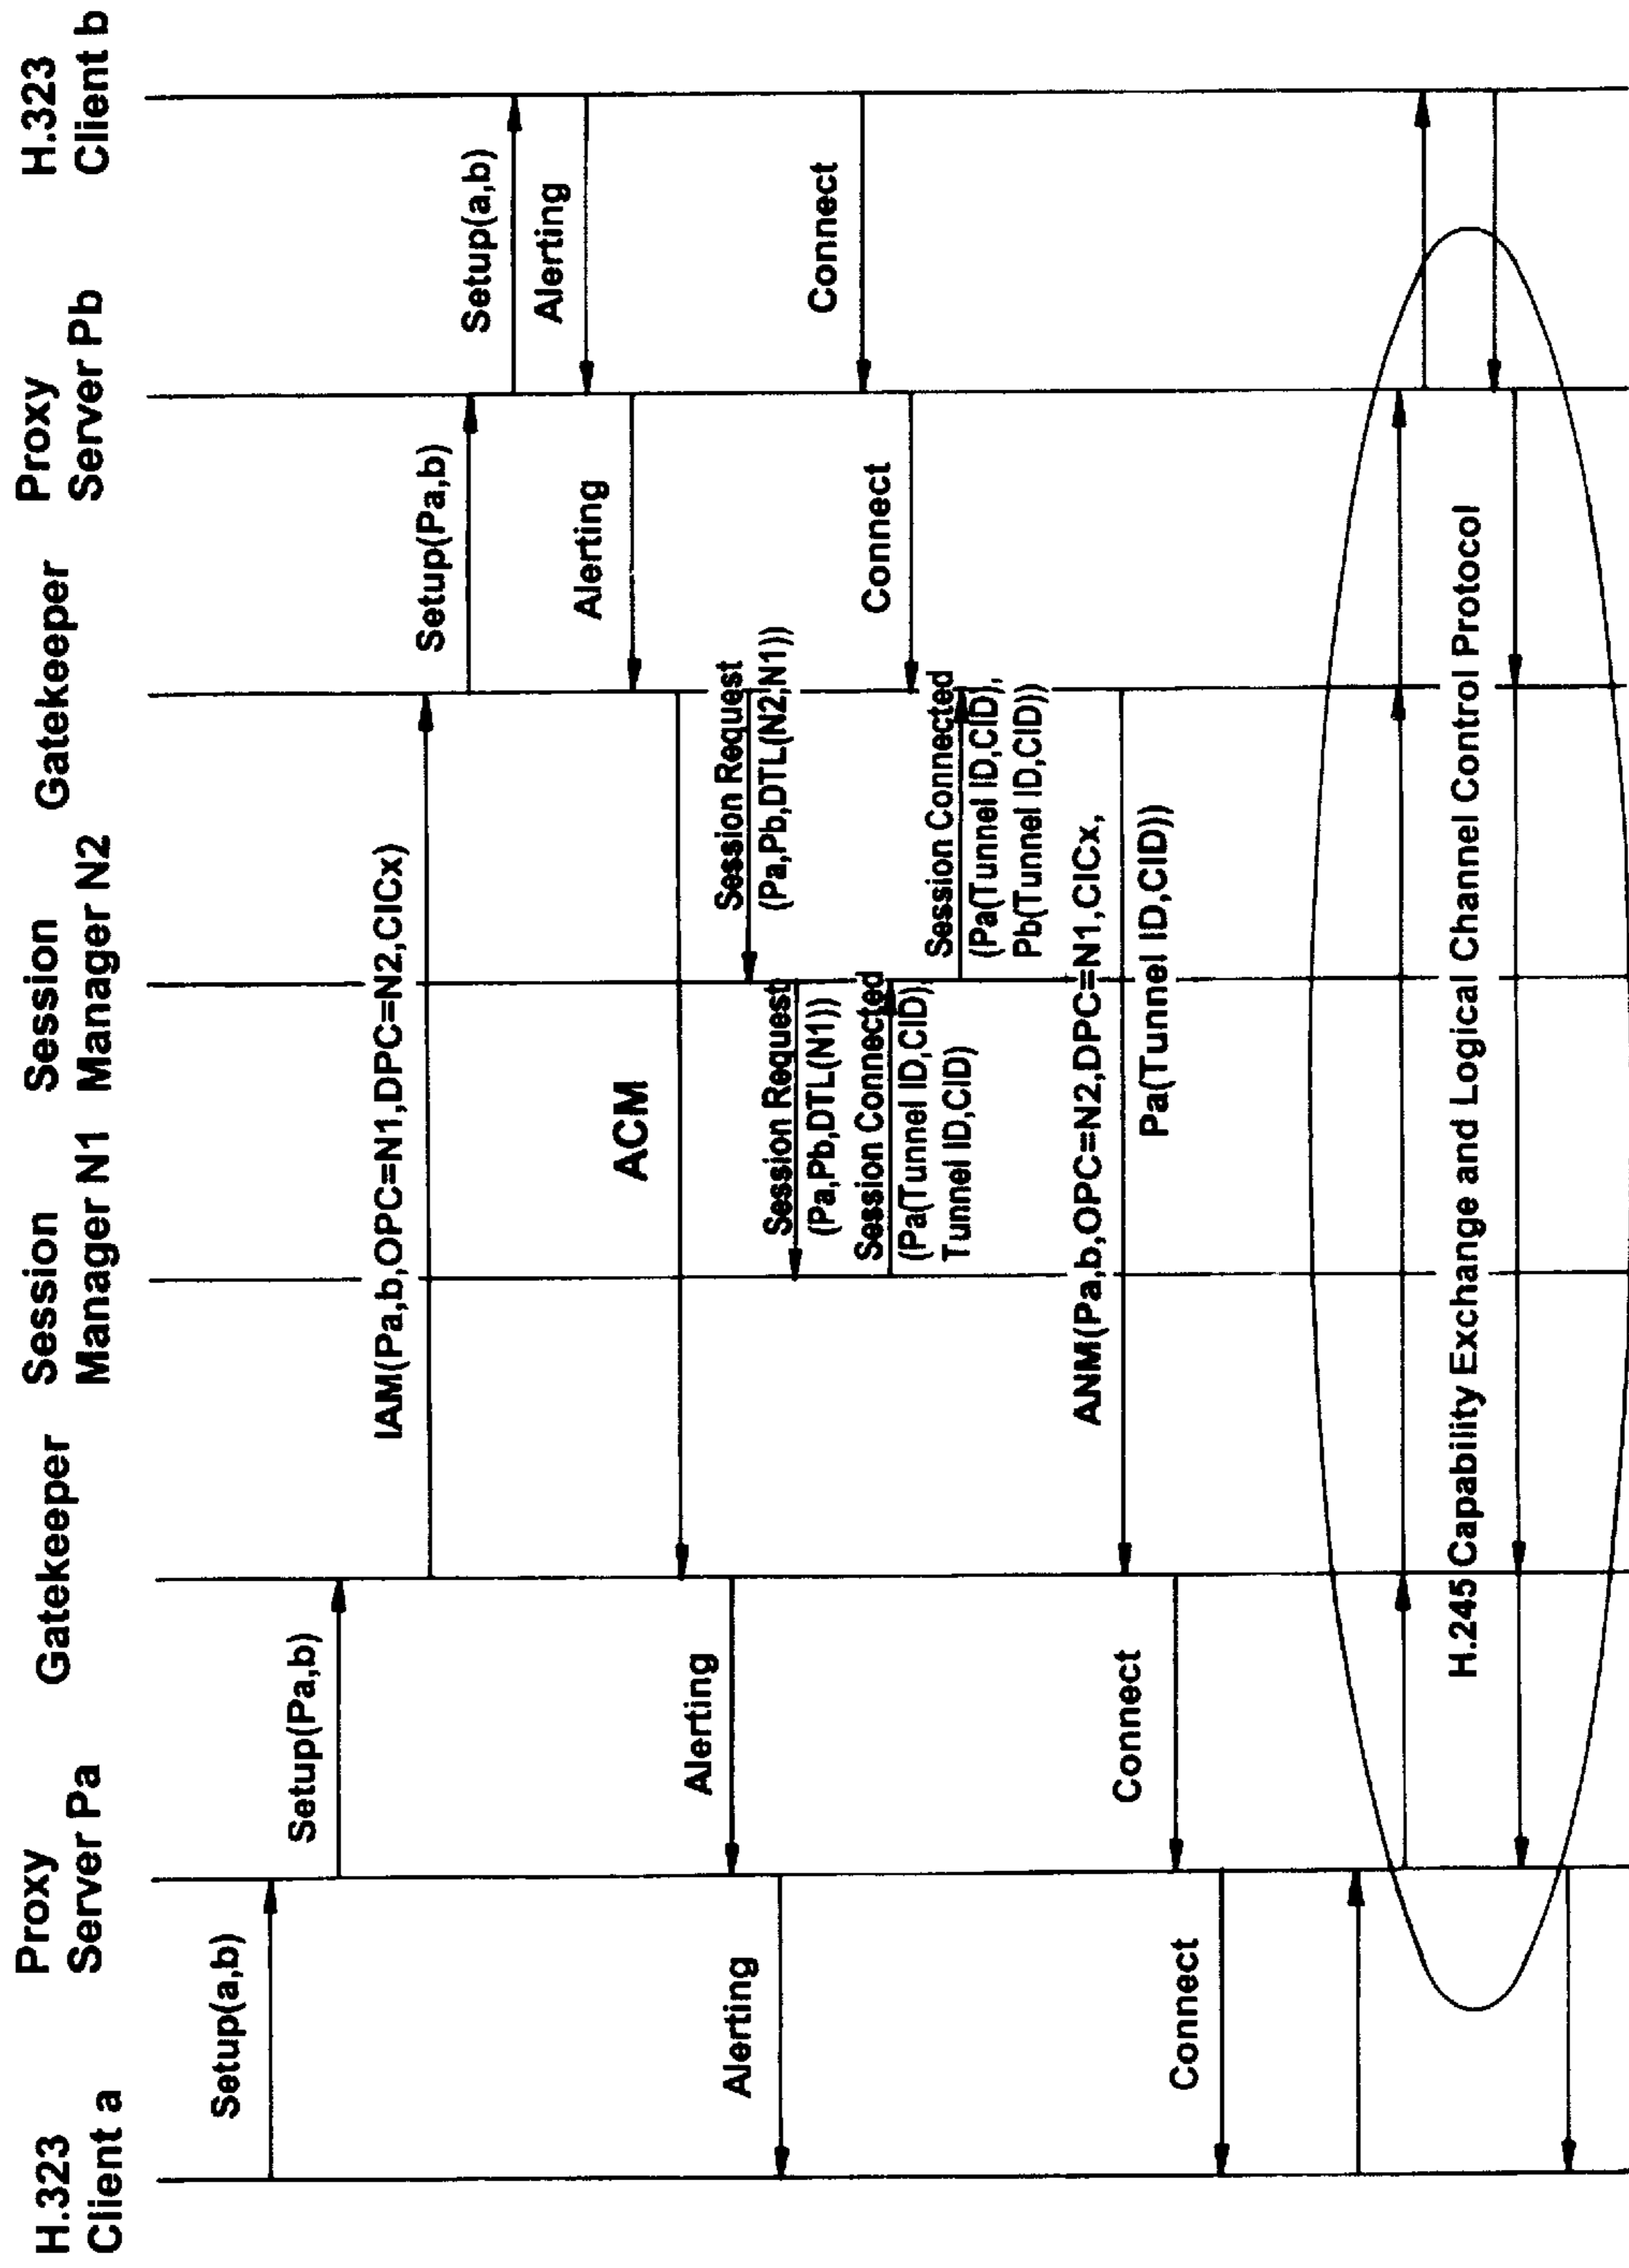 H.323
Client a
Proxy
Server Pa
Gatekeeper
Session
Manager N1
Session
Manager N2
Gatekeeper
Proxy
Server Pb
H.323
Client b
Setup(a,b)
Setup(Pa,b)
IAM(Pa,b,OPC=N1,DPC=N2,CICx)
Setup(Pa,b)
Setup(a,b)
Alerting
Alerting
ACM
Alerting
Alerting
Session Request
(Pa,Pb,DTL(N2,N1))
Session Request
(Pa,Pb,DTL(N1))
Connect
Session Connected
(Pa(Tunnel ID,CID),
Tunnel ID,CID)
Connect
Session Connected
(Pa(Tunnel ID,CID),
Pb(Tunnel ID,CID))
ANM(Pa,b,OPC=N2,DPC=N1,CICx,
Pa(Tunnel ID,CID))
Connect
Connect
H.245 Capability Exchange and Logical Channel Control Protocol